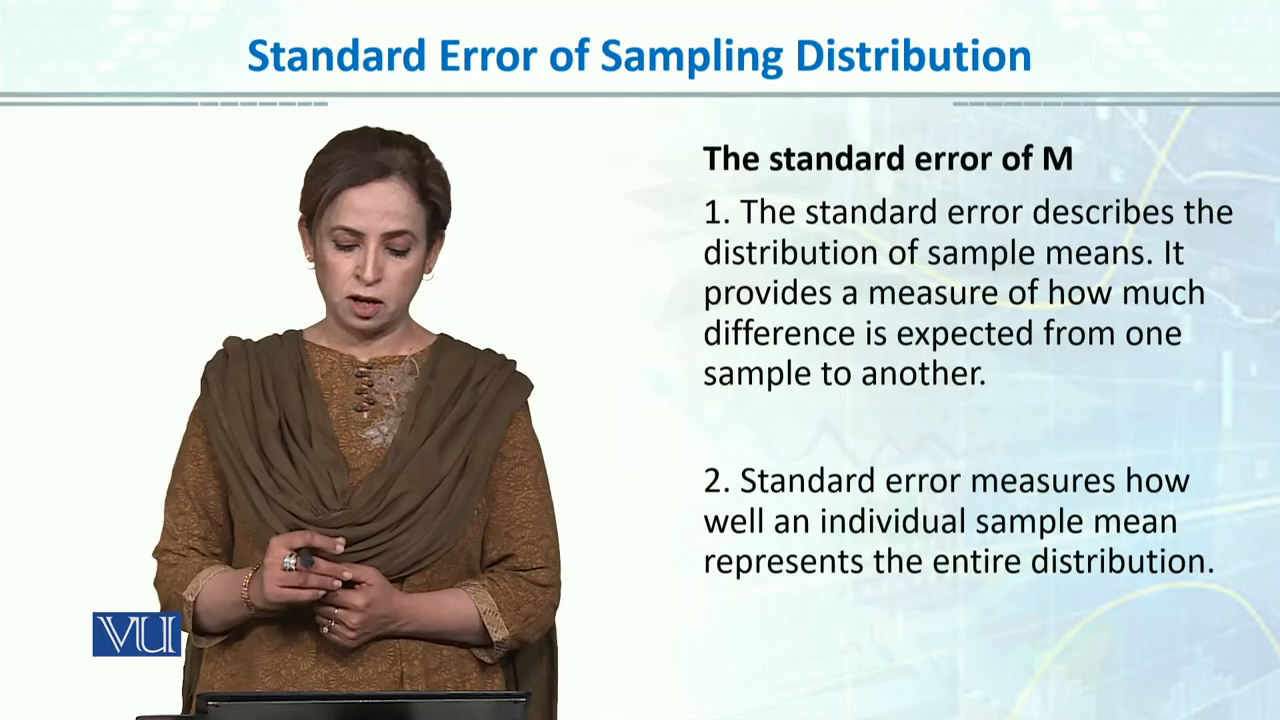 Standard Error of Sampling Distribution
The standard error of M
1. The standard error describes the
distribution of sample means. It
provides a measure of how much
difference is expected from one
sample to another.
2. Standard error measures how
well an individual sample mean
represents the entire distribution.
VU